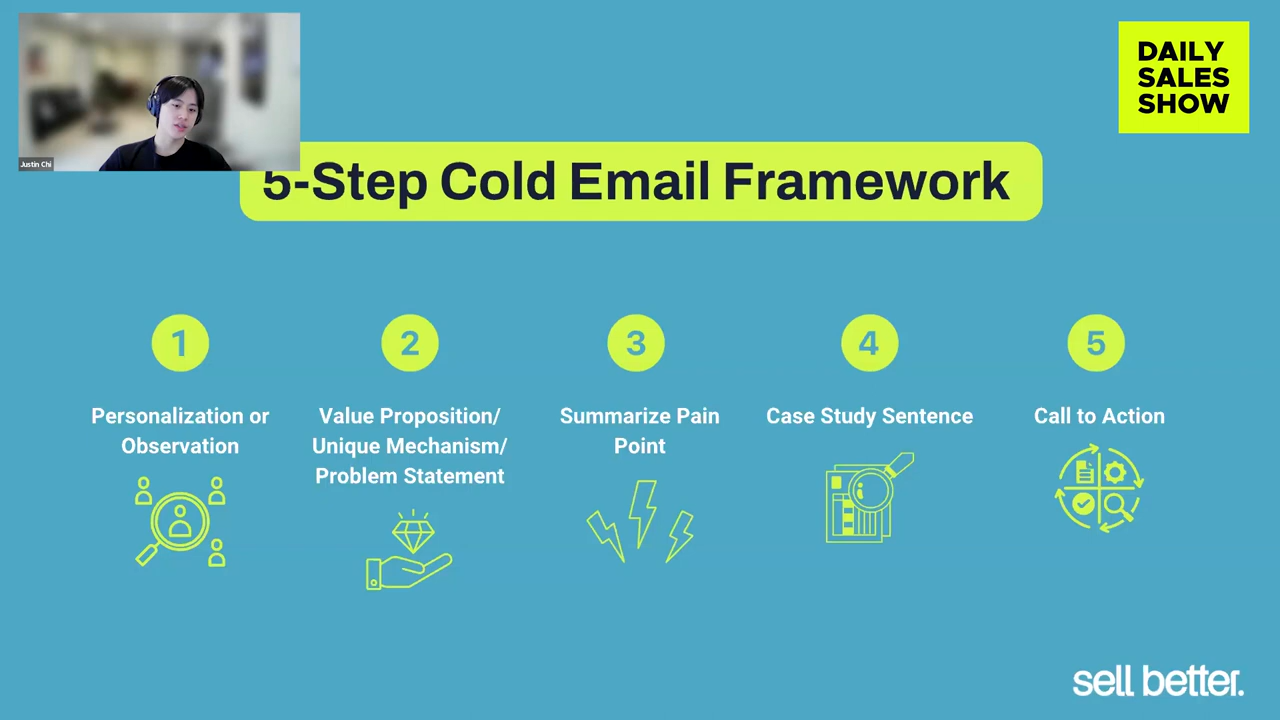 Justin Chi
DAILY
SALES
SHOW
5-Step Cold Email Framework
1
Personalization or
Observation
2
Value Proposition/
Unique Mechanism/
Problem Statement
3
Summarize Pain
Point
4
Case Study Sentence
5
Call to Action
sell better.